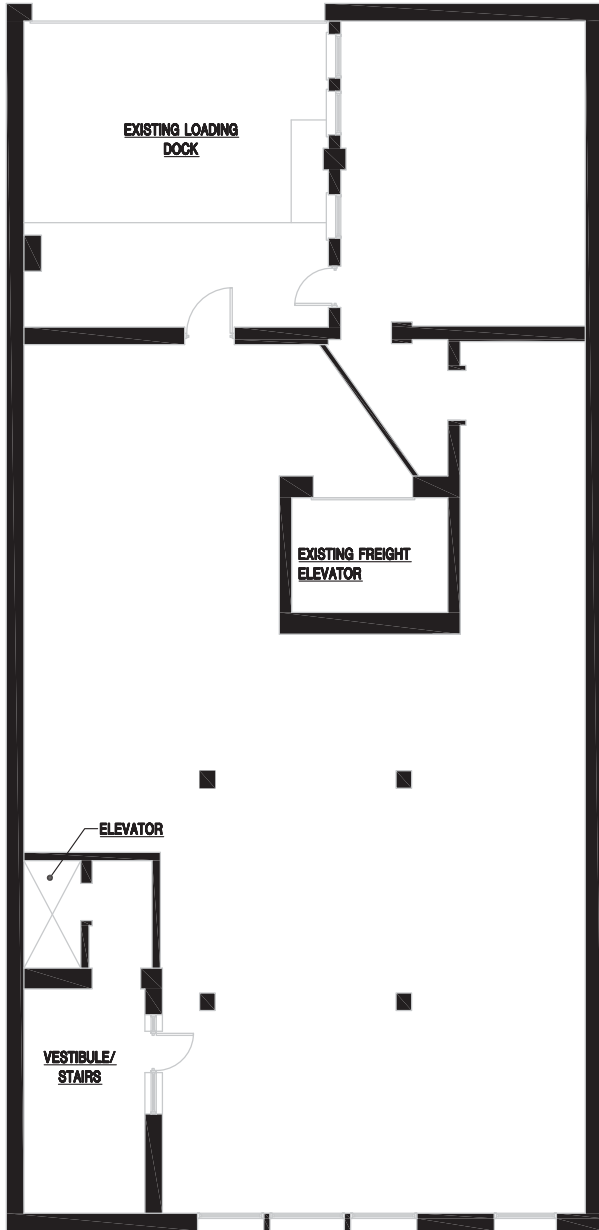 EXISTING LOADING
DOCK
EXISTING FREIGHT
ELEVATOR
ELEVATOR
VESTIBULE/
STAIRS